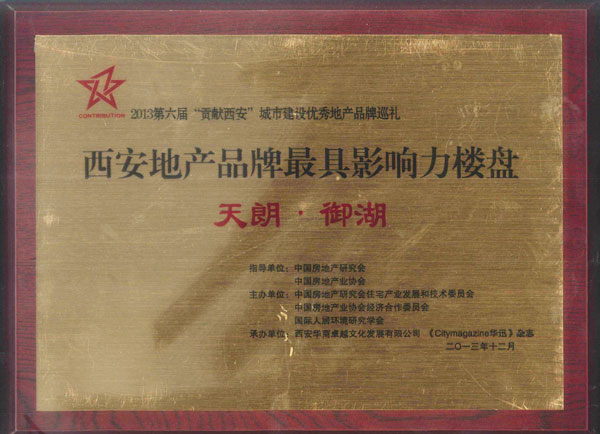 CONTRIBUTION
2013第六届“贡献西安”城市建设优秀地产品牌巡礼
西安地产品牌最具影响力楼盘
天朗·御湖
指导单位：中国房地产研究会
中国房地产业协会
主办单位：中国房地产研究会住宅产业发展和技术委员会
中国房地产业协会经济合作委员会
国际人居环境研究学会
承办单位：西安华商卓越文化发展有限公司 《Citymagazine华迅》杂志
二〇一三年十二月